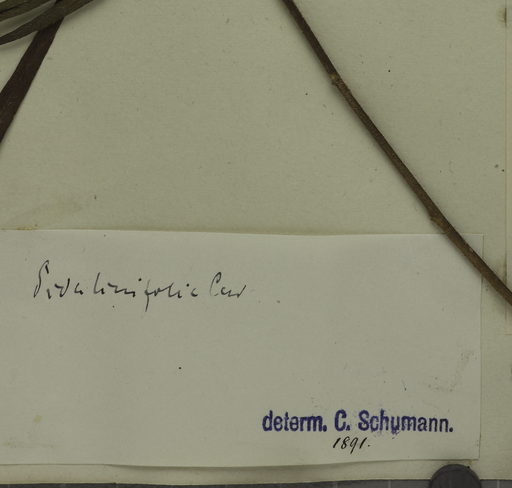 Sida linifolia Cav
determ. C. Schumann.
1891.